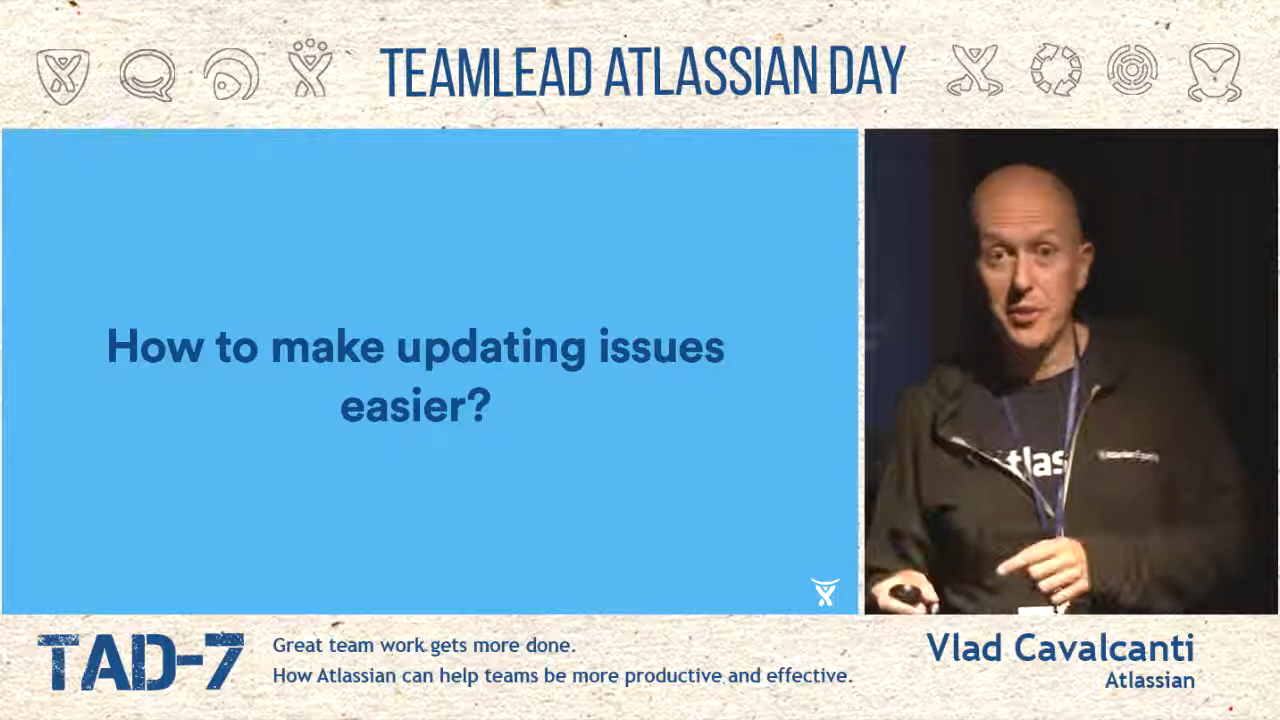 TEAMLEAD ATLASSIAN DAY
How to make updating issues
easier?
tlas
TAD-7
Great team work gets more done.
How Atlassian can help teams be more productive and effective.
Vlad Cavalcanti
Atlassian